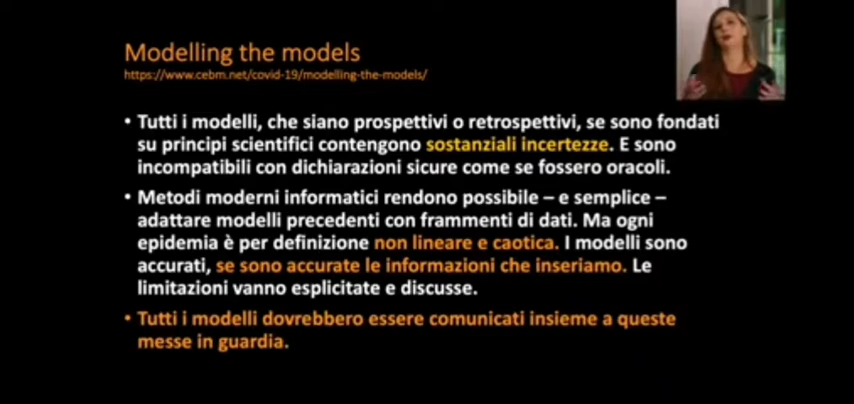 Modelling the models
https://www.cebm.net/covid-19/modelling-the-models/
• Tutti i modelli, che siano prospettivi o retrospettivi, se sono fondati
su principi scientifici contengono sostanziali incertezze. E sono
incompatibili con dichiarazioni sicure come se fossero oracoli.
• Metodi moderni informatici rendono possibile – e semplice –
adattare modelli precedenti con frammenti di dati. Ma ogni
epidemia è per definizione non lineare e caotica. I modelli sono
accurati, se sono accurate le informazioni che inseriamo. Le
limitazioni vanno esplicitate e discusse.
• Tutti i modelli dovrebbero essere comunicati insieme a queste
messe in guardia.